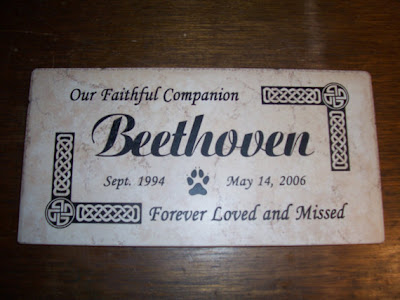 Our Faithful Companion
Beethoven
Sept. 1994 May 14, 2006
Forever Loved and Missed